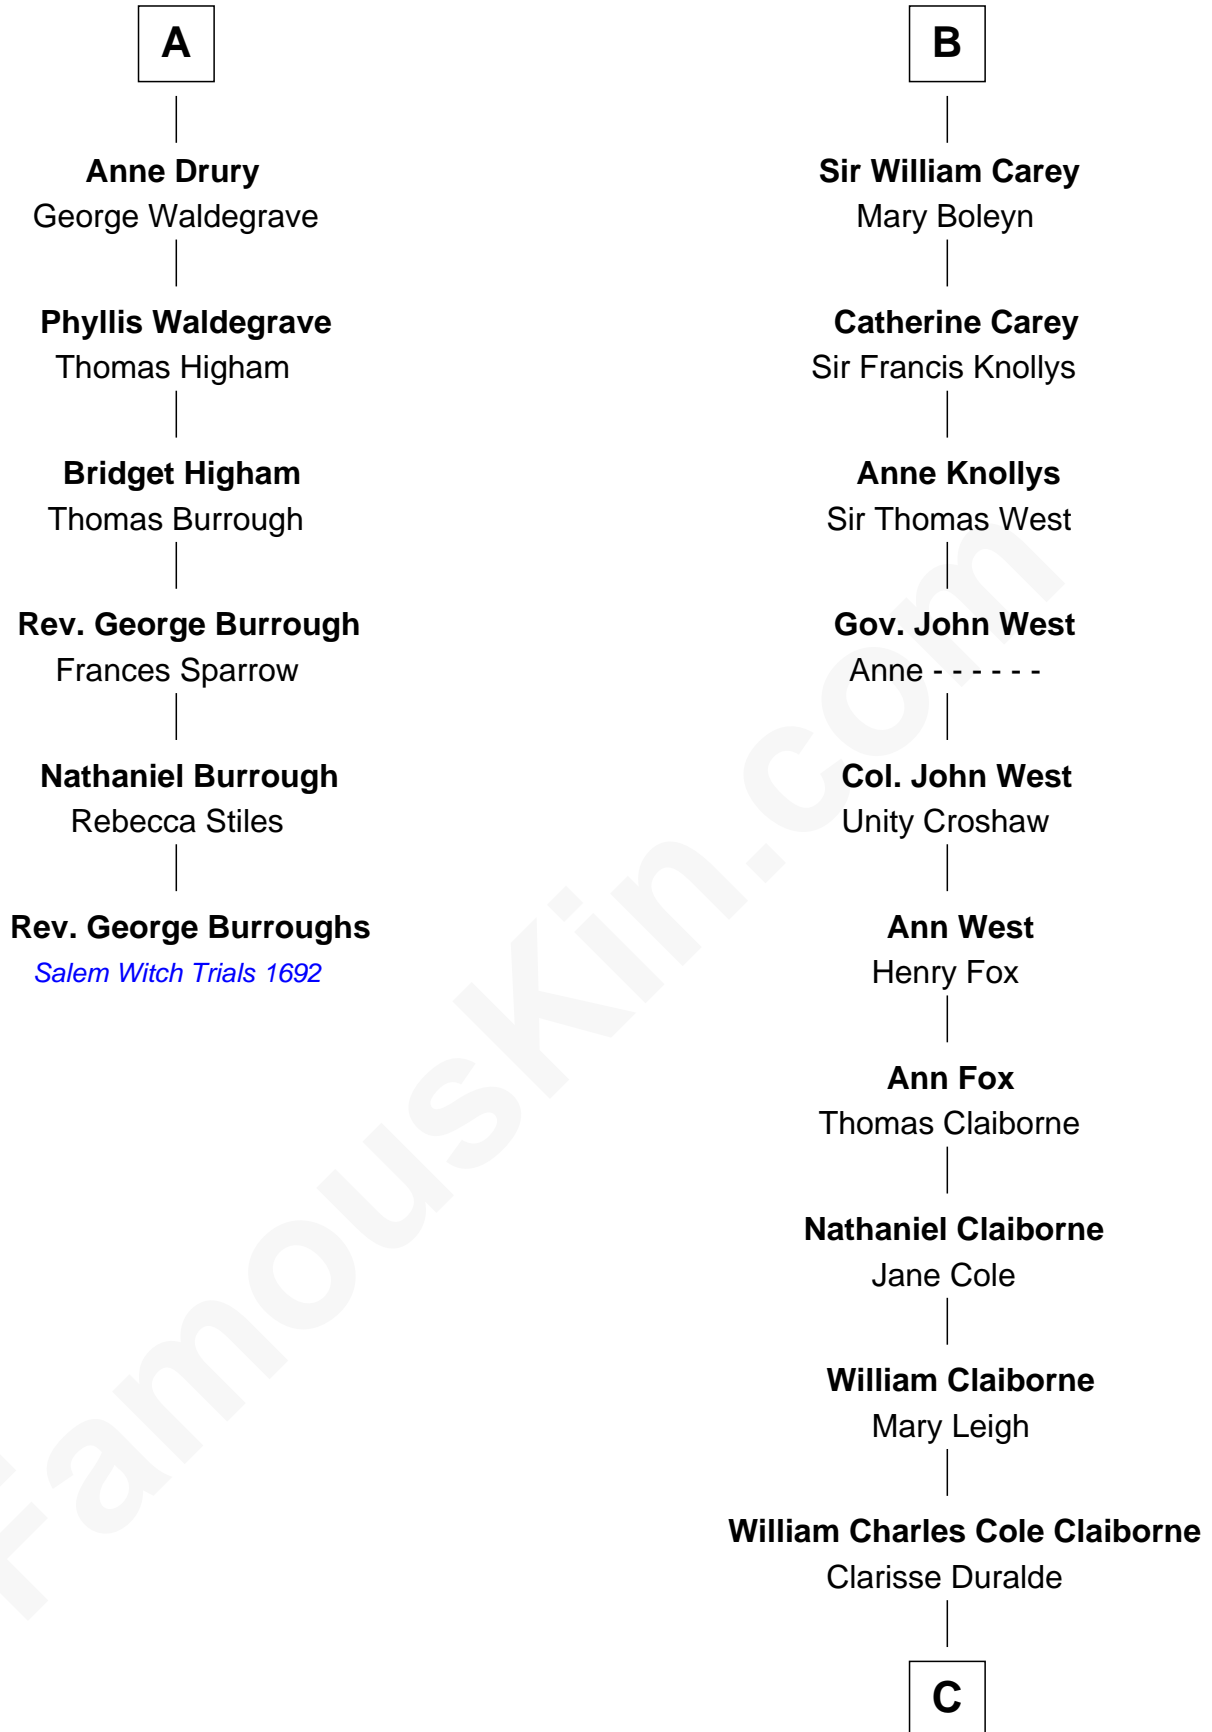 A
Anne Drury
George Waldegrave
Phyllis Waldegrave
Thomas Higham
Bridget Higham
Thomas Burrough
Rev. George Burrough
Frances Sparrow
Nathaniel Burrough
Rebecca Stiles
Rev. George Burroughs
Salem Witch Trials 1692
B
Sir William Carey
Mary Boleyn
Catherine Carey
Sir Francis Knollys
Anne Knollys
Sir Thomas West
Gov. John West
Anne - - - - - -
Col. John West
Unity Croshaw
Ann West
Henry Fox
Ann Fox
Thomas Claiborne
Nathaniel Claiborne
Jane Cole
William Claiborne
Mary Leigh
William Charles Cole Claiborne
Clarisse Duralde
C
FamousKin.com